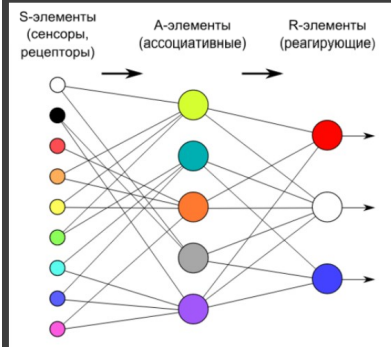 S-элементы
(сенсоры,
рецепторы)
А-элементы
(ассоциативные)
R-элементы
(реагирующие)